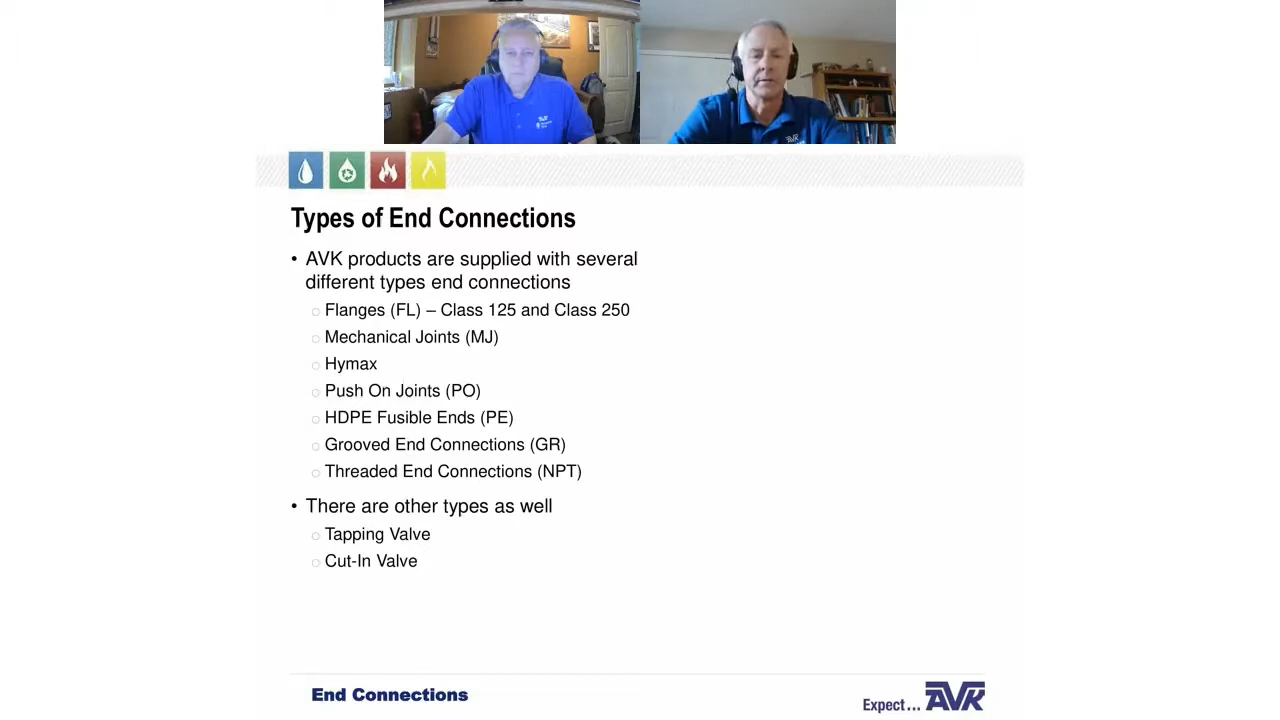 AVK
AVK
Types of End Connections
• AVK products are supplied with several
different types end connections
○ Flanges (FL) – Class 125 and Class 250
○ Mechanical Joints (MJ)
○ Hymax
○ Push On Joints (PO)
○ HDPE Fusible Ends (PE)
○ Grooved End Connections (GR)
○ Threaded End Connections (NPT)
• There are other types as well
○ Tapping Valve
○ Cut-In Valve
End Connections
Expect... AVK